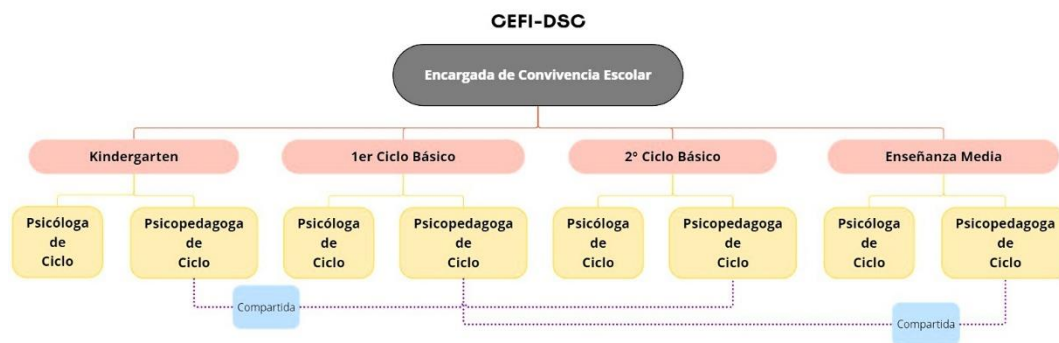 CEFI-DSC
Encargada de Convivencia Escolar
Kindergarten
1er Ciclo Básico
2° Ciclo Básico
Enseñanza Media
Psicóloga
de
Ciclo
Psicopedagoga
de
Ciclo
Psicóloga
de
Ciclo
Psicopedagoga
de
Ciclo
Psicóloga
de
Ciclo
Psicopedagoga
de
Ciclo
Psicóloga
de
Ciclo
Psicopedagoga
de
Ciclo
Compartida
Compartida